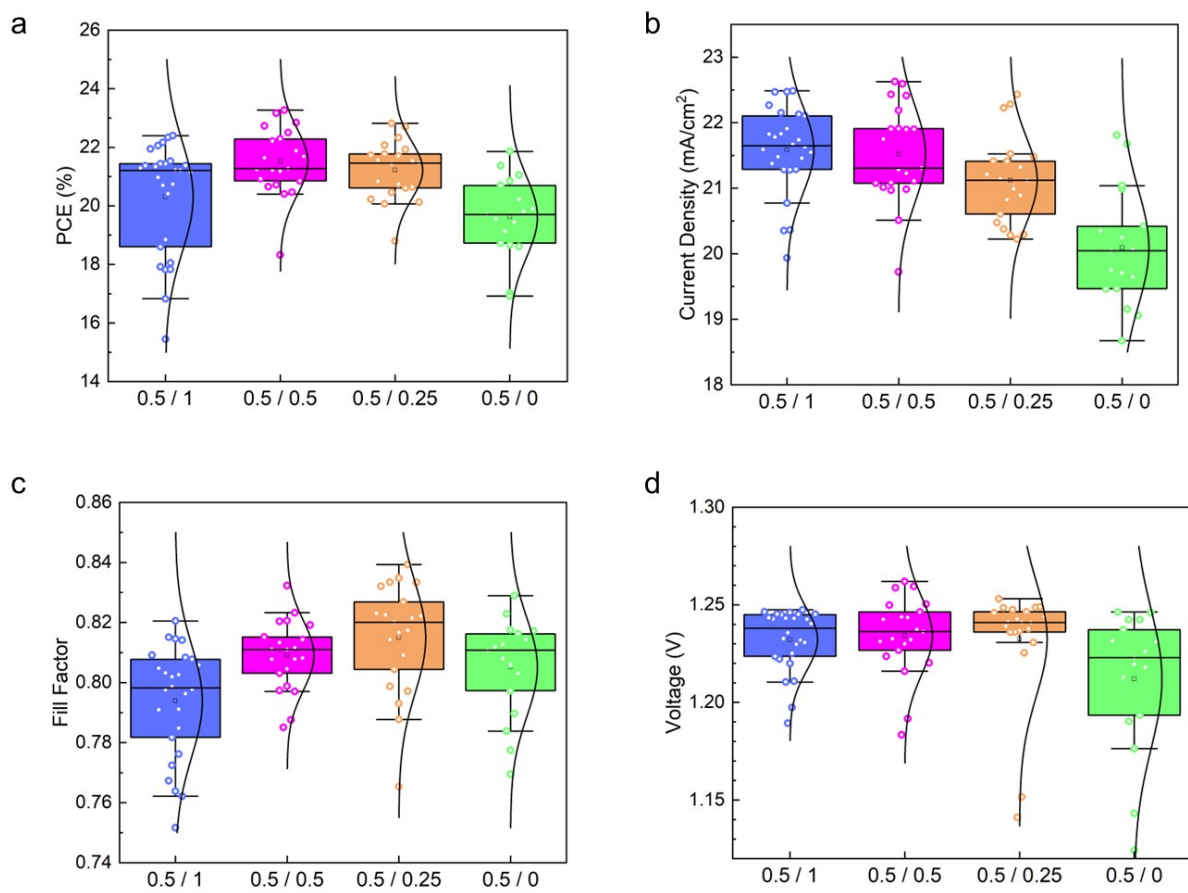 a
PCE (%)
26
24
22
20
18
16
14
0.5 / 1
0.5 / 0.5
0.5 / 0.25
0.5 / 0
b
Current Density (mA/cm²)
23
22
21
20
19
18
0.5 / 1
0.5 / 0.5
0.5 / 0.25
0.5 / 0
c
Fill Factor
0.86
0.84
0.82
0.80
0.78
0.76
0.74
0.5 / 1
0.5 / 0.5
0.5 / 0.25
0.5 / 0
d
Voltage (V)
1.30
1.25
1.20
1.15
0.5 / 1
0.5 / 0.5
0.5 / 0.25
0.5 / 0